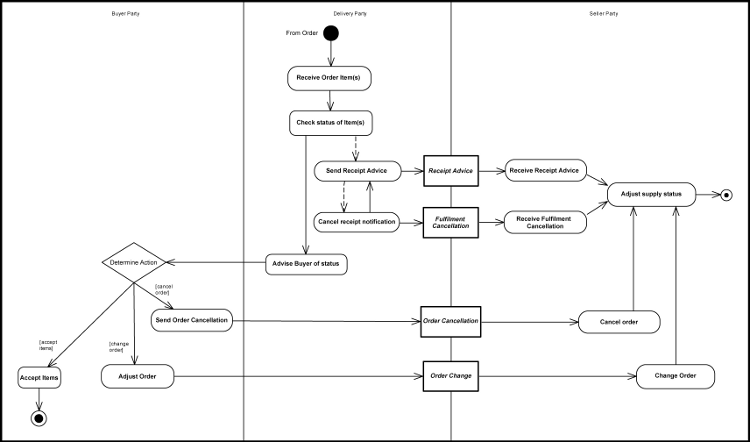 Buyer Party
Delivery Party
Seller Party
From Order
Receive Order Item(s)
Check status of Item(s)
Send Receipt Advice
Receipt Advice
Receive Receipt Advice
Adjust supply status
Cancel receipt notification
Fulfilment
Cancellation
Receive Fulfilment
Cancellation
Determine Action
Advise Buyer of status
[cancel
order]
Send Order Cancellation
Order Cancellation
Cancel order
[accept
items]
[change
order]
Accept Items
Adjust Order
Order Change
Change Order